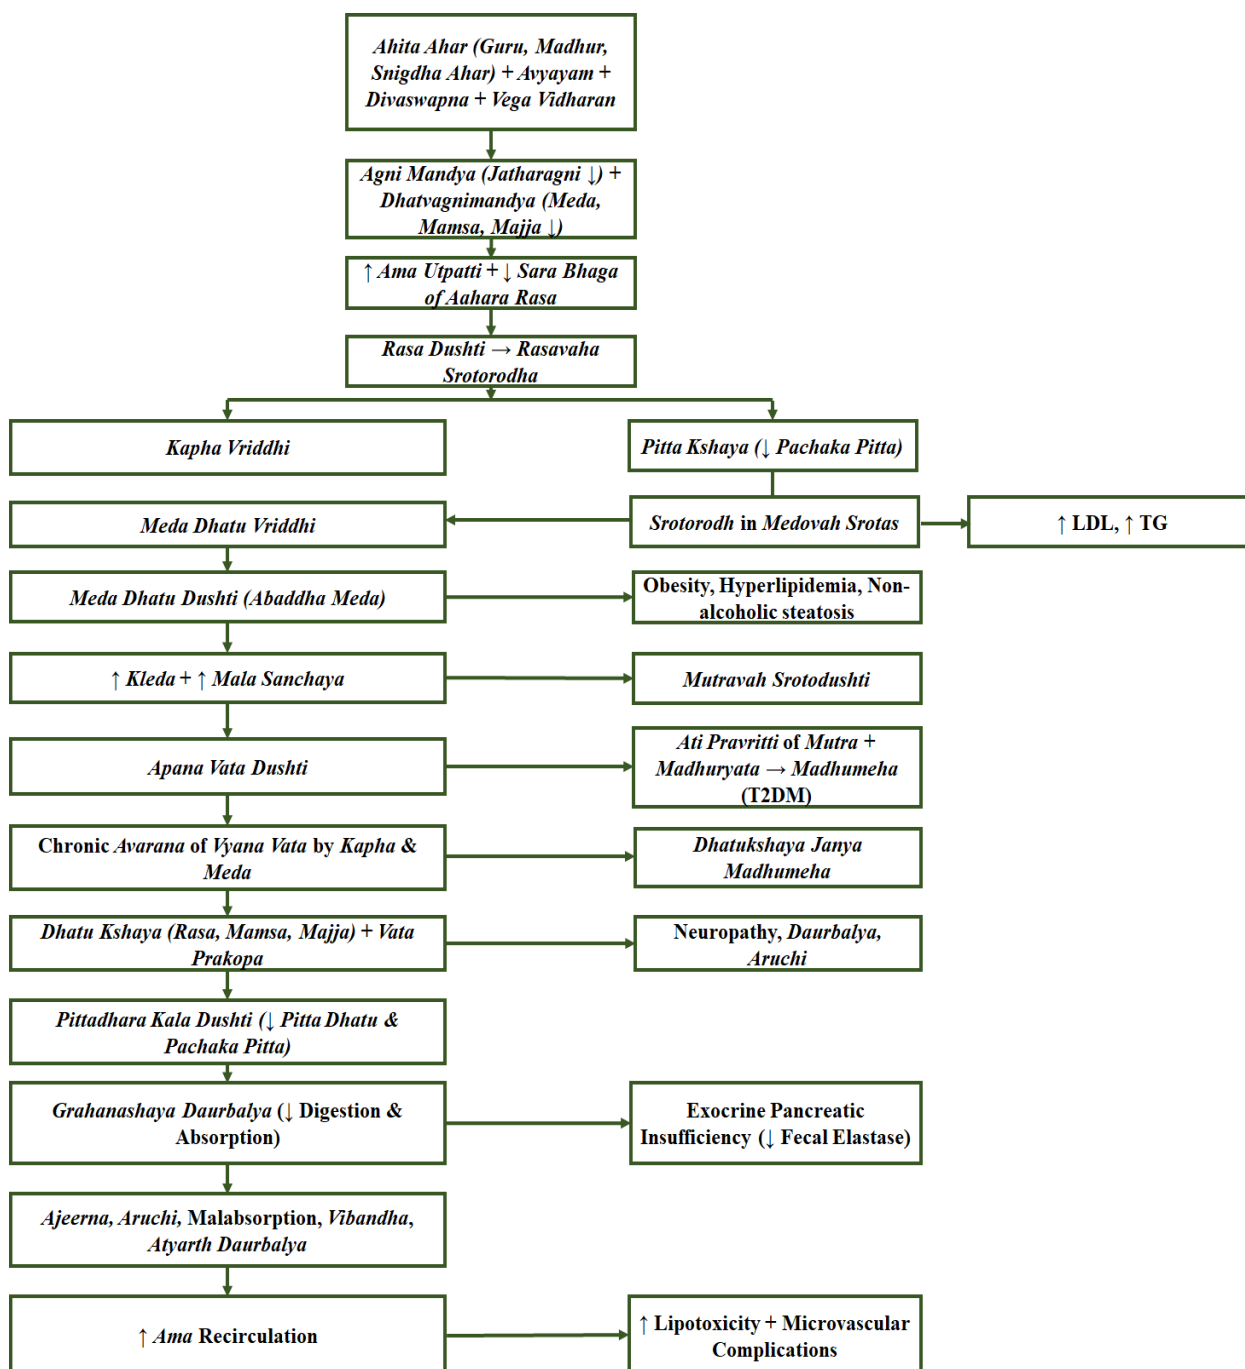 Ahita Ahar (Guru, Madhur,
Snigdha Ahar) + Avyayam +
Divaswapna + Vega Vidharan
Agni Mandya (Jatharagni ↓) +
Dhatvagnimandya (Meda,
Mamsa, Majja ↓)
↑ Ama Utpatti + ↓ Sara Bhaga
of Aahara Rasa
Rasa Dushti → Rasavaha
Srotorodha
Kapha Vriddhi
Pitta Kshaya (↓ Pachaka Pitta)
Meda Dhatu Vriddhi
Srotorodh in Medovah Srotas
↑ LDL, ↑ TG
Meda Dhatu Dushti (Abaddha Meda)
Obesity, Hyperlipidemia, Non-
alcoholic steatosis
↑ Kleda + ↑ Mala Sanchaya
Mutravah Srotodushti
Apana Vata Dushti
Ati Pravritti of Mutra +
Madhuryata → Madhumeha
(T2DM)
Chronic Avarana of Vyana Vata by Kapha &
Meda
Dhatukshaya Janya
Madhumeha
Dhatu Kshaya (Rasa, Mamsa, Majja) + Vata
Prakopa
Neuropathy, Daurbalya,
Aruchi
Pittadhara Kala Dushti (↓ Pitta Dhatu &
Pachaka Pitta)
Grahanashaya Daurbalya (↓ Digestion &
Absorption)
Exocrine Pancreatic
Insufficiency (↓ Fecal Elastase)
Ajeerna, Aruchi, Malabsorption, Vibandha,
Atyarth Daurbalya
↑ Ama Recirculation
↑ Lipotoxicity + Microvascular
Complications